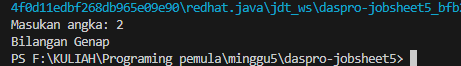 4f0d11edbf268db965e09e90\redhat.java\jdt_ws\daspro-jobsheet5_bfb
Masukan angka: 2
Bilangan Genap
PS F:\KULIAH\Programing pemula\minggu5\daspro-jobsheet5>